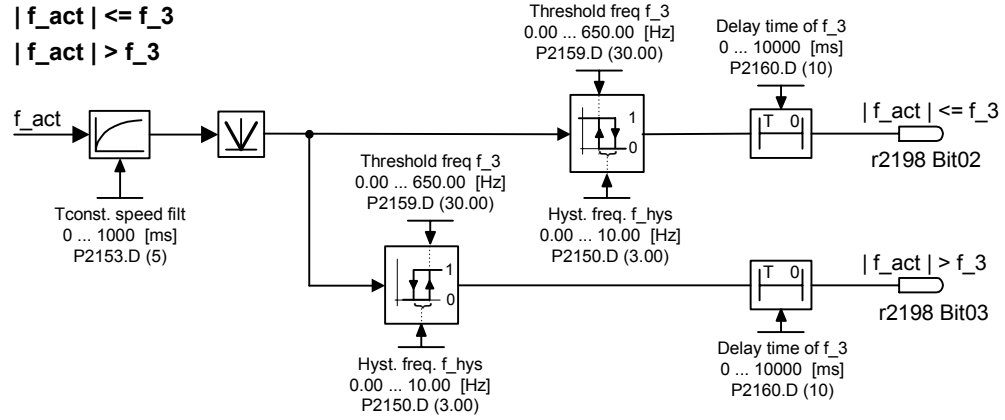 | f_act | <= f_3
| f_act | > f_3
f_act
Tconst. speed filt
0 ... 1000 [ms]
P2153.D (5)
Threshold freq f_3
0.00 ... 650.00 [Hz]
P2159.D (30.00)
1
0
Hyst. freq. f_hys
0.00 ... 10.00 [Hz]
P2150.D (3.00)
Delay time of f_3
0 ... 10000 [ms]
P2160.D (10)
T 0
| f_act | <= f_3
r2198 Bit02
Threshold freq f_3
0.00 ... 650.00 [Hz]
P2159.D (30.00)
1
0
Hyst. freq. f_hys
0.00 ... 10.00 [Hz]
P2150.D (3.00)
T 0
Delay time of f_3
0 ... 10000 [ms]
P2160.D (10)
| f_act | > f_3
r2198 Bit03